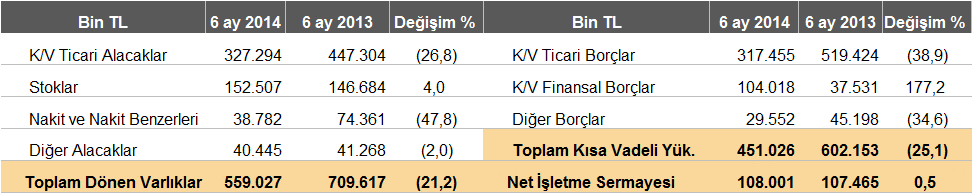 Bin TL 6 ay 2014 6 ay 2013 Değişim % Bin TL 6 ay 2014 6 ay 2013 Değişim %
K/V Ticari Alacaklar 327.294 447.304 (26,8) K/V Ticari Borçlar 317.455 519.424 (38,9)
Stoklar 152.507 146.684 4,0 K/V Finansal Borçlar 104.018 37.531 177,2
Nakit ve Nakit Benzerleri 38.782 74.361 (47,8) Diğer Borçlar 29.552 45.198 (34,6)
Diğer Alacaklar 40.445 41.268 (2,0) Toplam Kısa Vadeli Yük. 451.026 602.153 (25,1)
Toplam Dönen Varlıklar 559.027 709.617 (21,2) Net İşletme Sermayesi 108.001 107.465 0,5